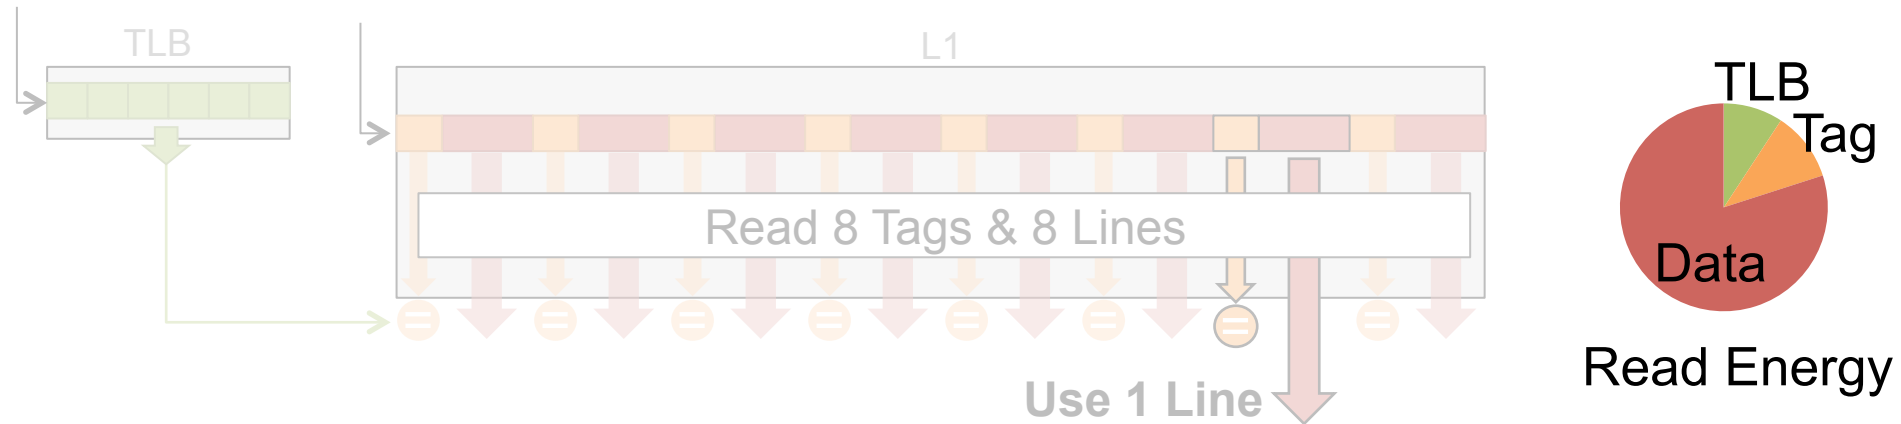 TLB
L1
Read 8 Tags & 8 Lines
Use 1 Line
TLB
Tag
Data
Read Energy